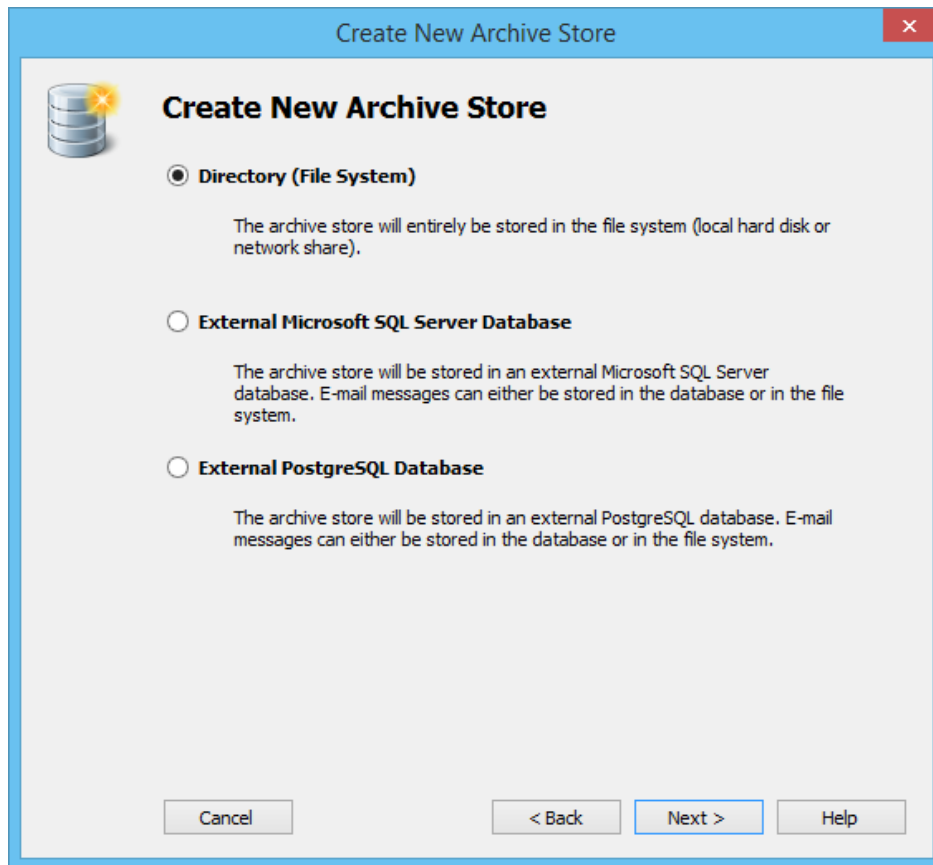 Create New Archive Store
Create New Archive Store
Directory (File System)
The archive store will entirely be stored in the file system (local hard disk or
network share).
External Microsoft SQL Server Database
The archive store will be stored in an external Microsoft SQL Server
database. E-mail messages can either be stored in the database or in the file
system.
External PostgreSQL Database
The archive store will be stored in an external PostgreSQL database. E-mail
messages can either be stored in the database or in the file system.
Cancel
< Back
Next >
Help